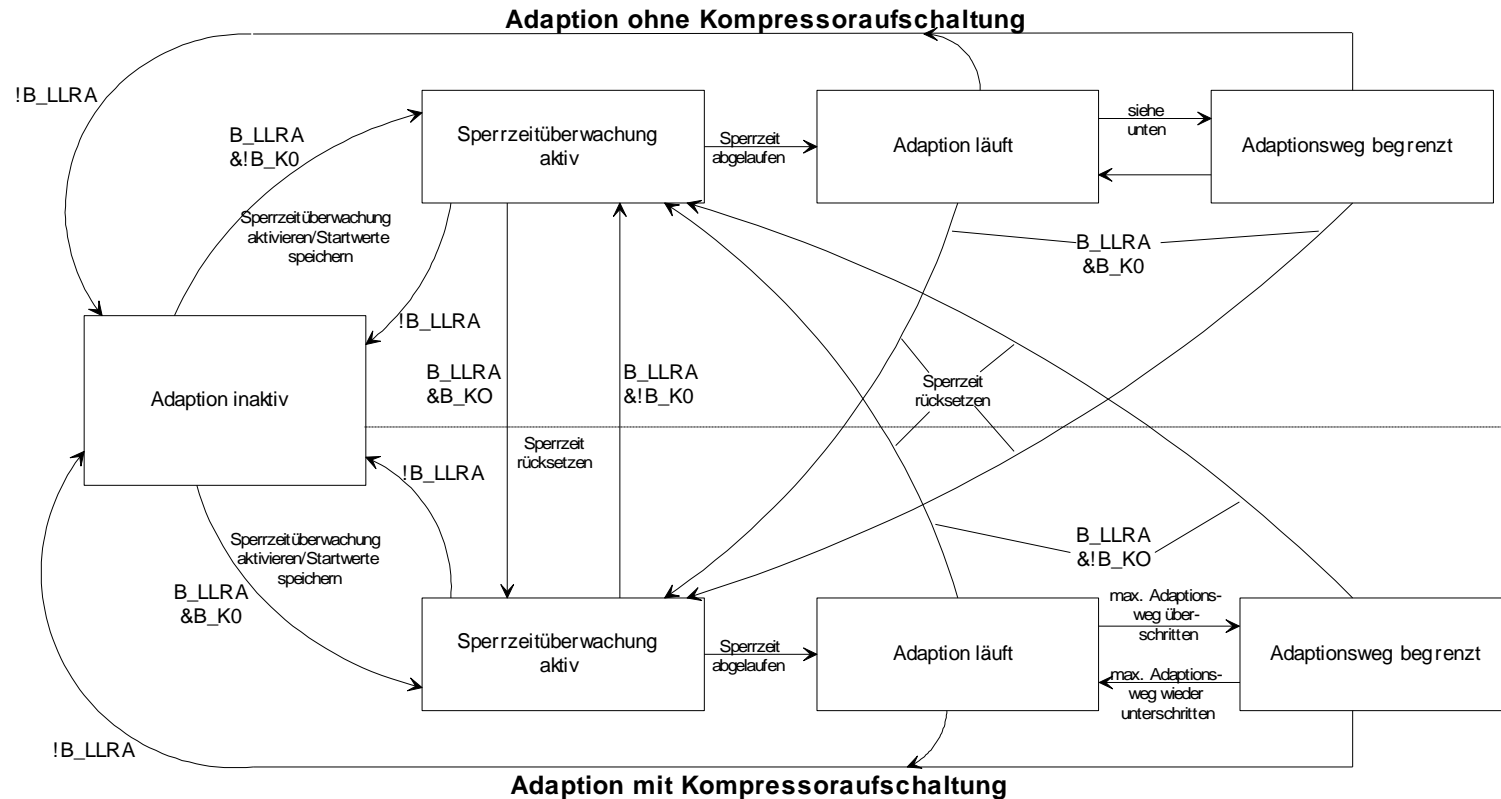 Adaption ohne Kompressoraufschaltung
!B_LLRA
B_LLRA
&!B_K0
Sperrzeitüberwachung
aktivieren/Startwerte
speichern
Sperrzeitüberwachung
aktiv
Sperrzeit
abgelaufen
Adaption läuft
siehe
unten
Adaptionsweg begrenzt
B_LLRA
&B_K0
!B_LLRA
Adaption inaktiv
B_LLRA
&B_KO
B_LLRA
&!B_K0
Sperrzeit
rücksetzen
Sperrzeit
rücksetzen
!B_LLRA
Sperrzeitüberwachung
aktivieren/Startwerte
speichern
B_LLRA
&B_K0
B_LLRA
&!B_KO
Sperrzeitüberwachung
aktiv
Sperrzeit
abgelaufen
Adaption läuft
max. Adaptions-
weg über-
schritten
max. Adaptions-
weg wieder
unterschritten
Adaptionsweg begrenzt
!B_LLRA
Adaption mit Kompressoraufschaltung